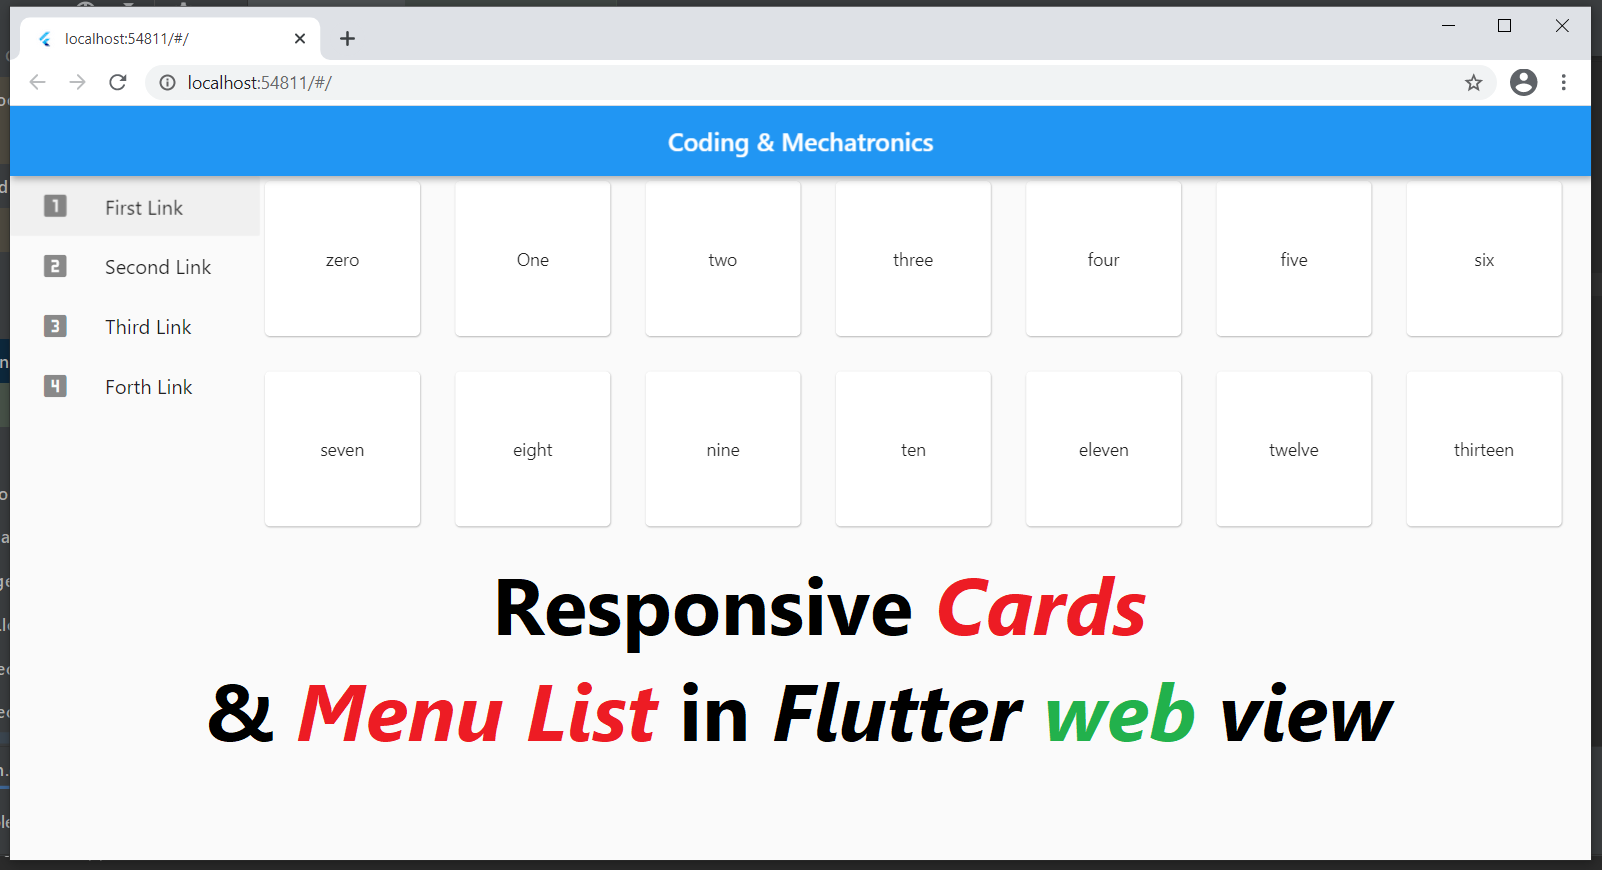 localhost:54811/#/
localhost:54811/#/
Coding & Mechatronics
1 First Link
2 Second Link
3 Third Link
4 Forth Link
zero One two three four five six
seven eight nine ten eleven twelve thirteen
Responsive Cards
& Menu List in Flutter web view